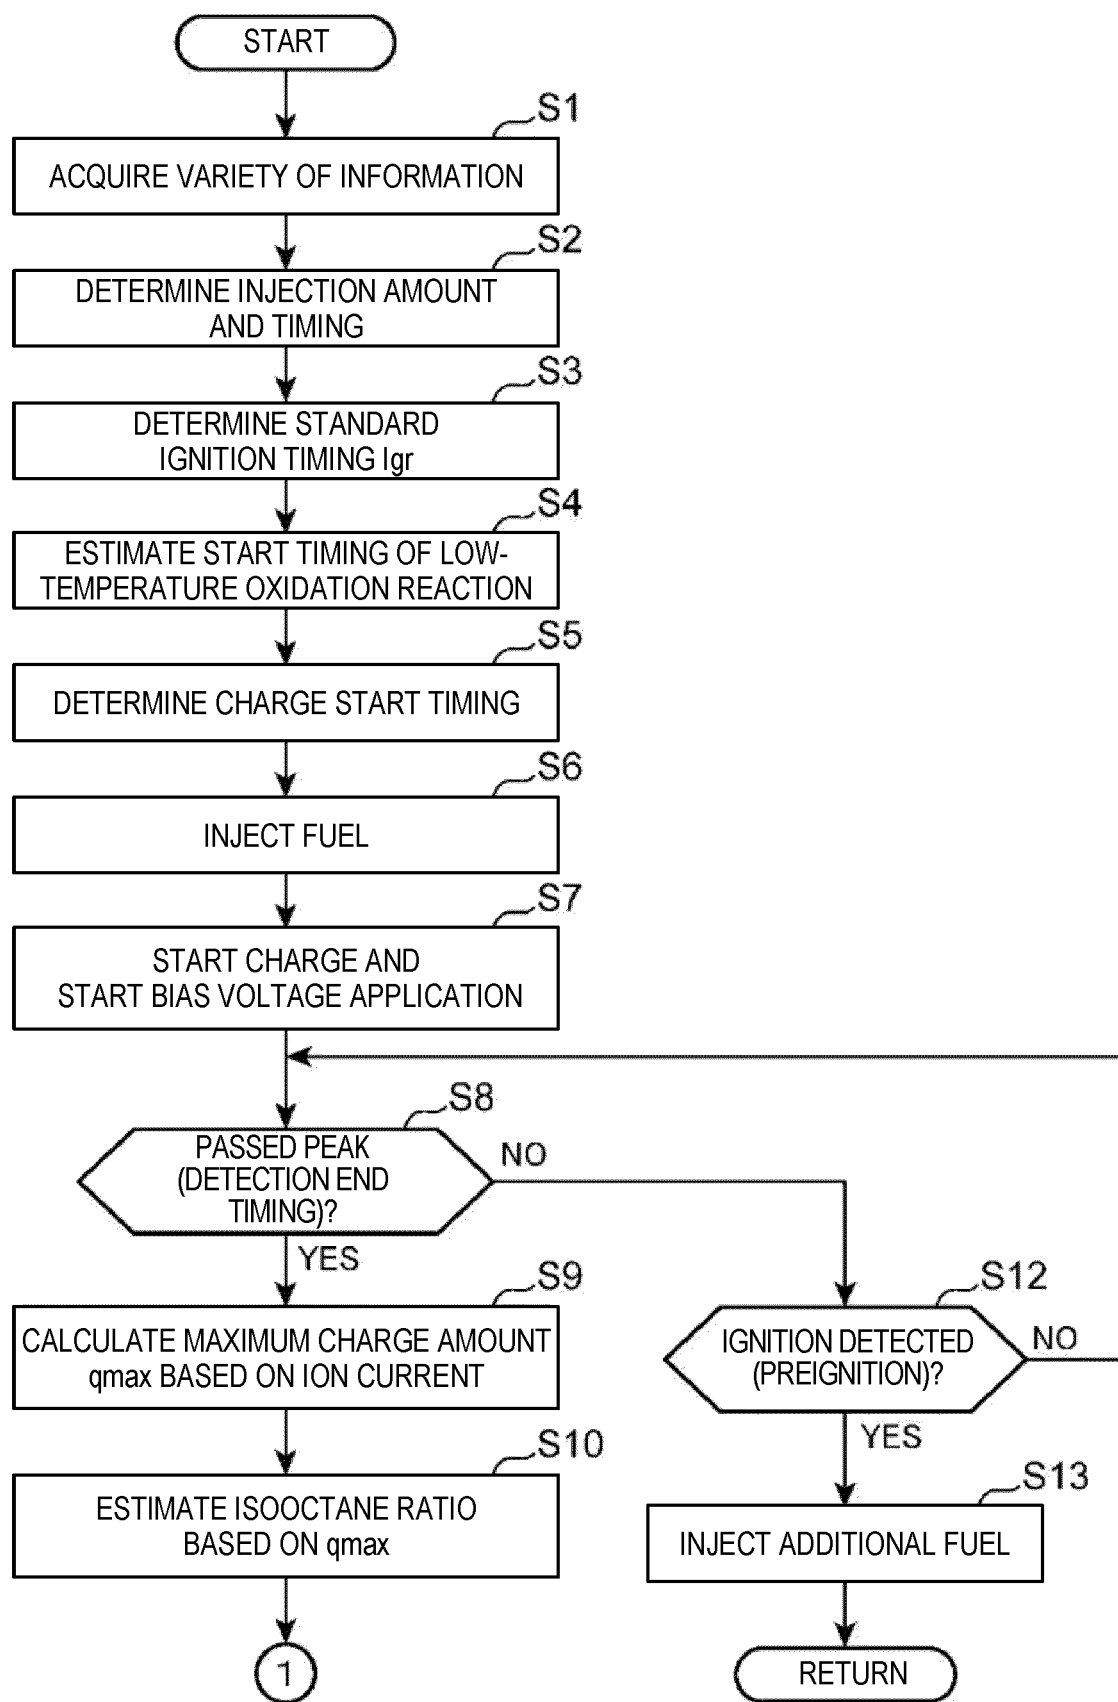 START
S1
ACQUIRE VARIETY OF INFORMATION
S2
DETERMINE INJECTION AMOUNT
AND TIMING
S3
DETERMINE STANDARD
IGNITION TIMING Igr
S4
ESTIMATE START TIMING OF LOW-
TEMPERATURE OXIDATION REACTION
S5
DETERMINE CHARGE START TIMING
S6
INJECT FUEL
S7
START CHARGE AND
START BIAS VOLTAGE APPLICATION
S8
PASSED PEAK
(DETECTION END
TIMING)?
NO
YES
S9
CALCULATE MAXIMUM CHARGE AMOUNT
qmax BASED ON ION CURRENT
S10
ESTIMATE ISOOCTANE RATIO
BASED ON qmax
1
S12
IGNITION DETECTED
(PREIGNITION)?
NO
YES
S13
INJECT ADDITIONAL FUEL
RETURN